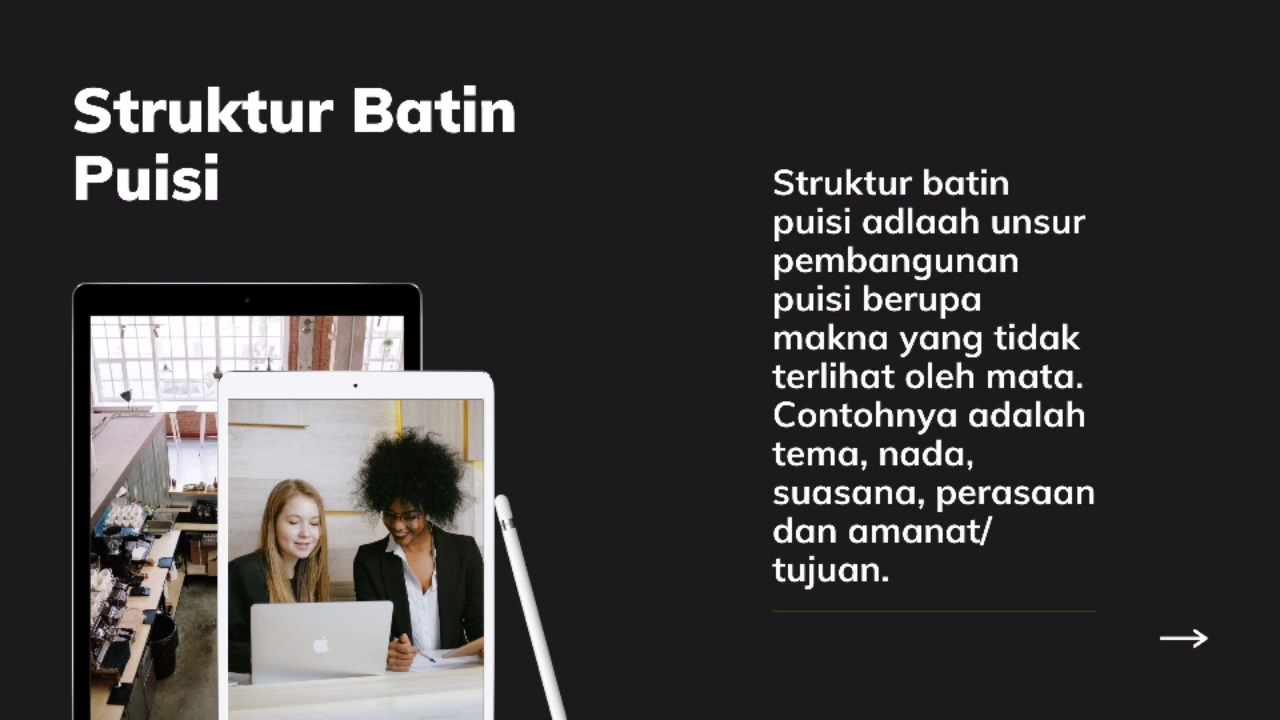 Struktur Batin
Puisi
Struktur batin
puisi adlaah unsur
pembangunan
puisi berupa
makna yang tidak
terlihat oleh mata.
Contohnya adalah
tema, nada,
suasana, perasaan
dan amanat/
tujuan.